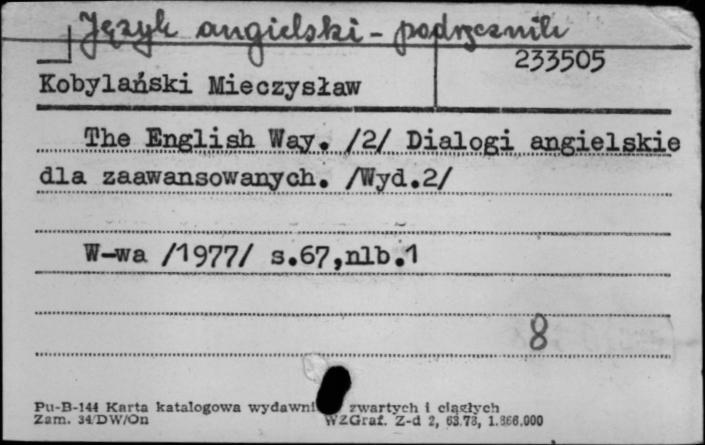 Język angielski - podręcznik
233505
Kobylański Mieczysław
The English Way. /2/ Dialogi angielskie
dla zaawansowanych. /Wyd.2/
W-wa /1977/ s.67,nlb.1
8
Pu-B-144 Karta katalogowa wydawni zwartych i ciągłych
Zam. 34/DW/On WZGraf. Z-d 2, 63.78, 1.866.000